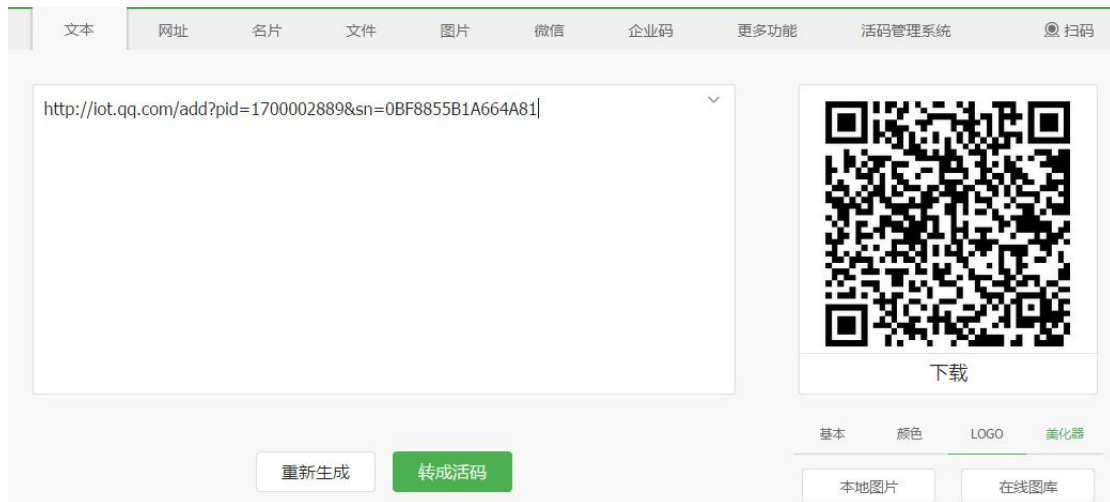 文本 网址 名片 文件 图片 微信 企业码 更多功能 活码管理系统 扫码
http://iot.qq.com/add?pid=1700002889&sn=0BF8855B1A664A81
下载
基本 颜色 LOGO 美化器
重新生成 转成活码
本地图片 在线图库